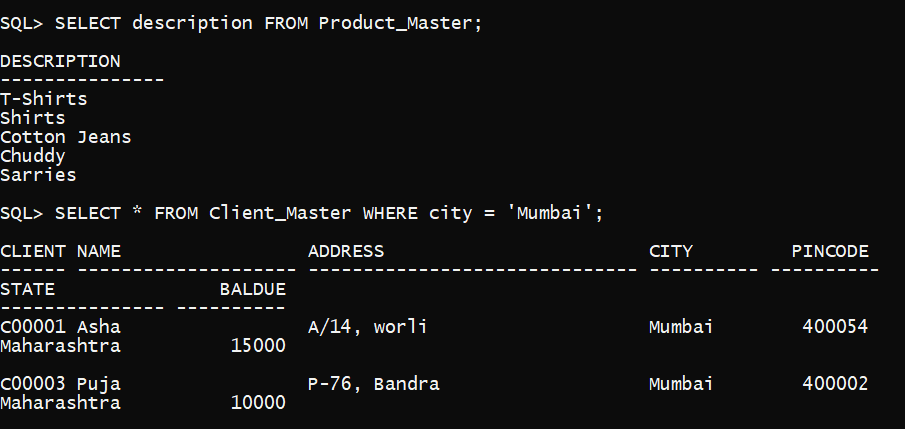 SQL> SELECT description FROM Product_Master;
DESCRIPTION
---------------
T-Shirts
Shirts
Cotton Jeans
Chuddy
Sarries
SQL> SELECT * FROM Client_Master WHERE city = 'Mumbai';
CLIENT NAME                 ADDRESS                        CITY          PINCODE
------ -------------------- ------------------------------ ---------- ----------
STATE               BALDUE
--------------- ----------
C00001 Asha                 A/14, worli                    Mumbai         400054
Maharashtra          15000
C00003 Puja                 P-76, Bandra                   Mumbai         400002
Maharashtra          10000